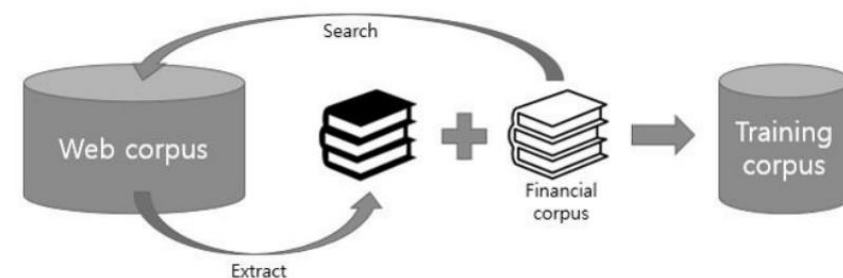 Search
Web corpus
Financial
corpus
Training
corpus
Extract